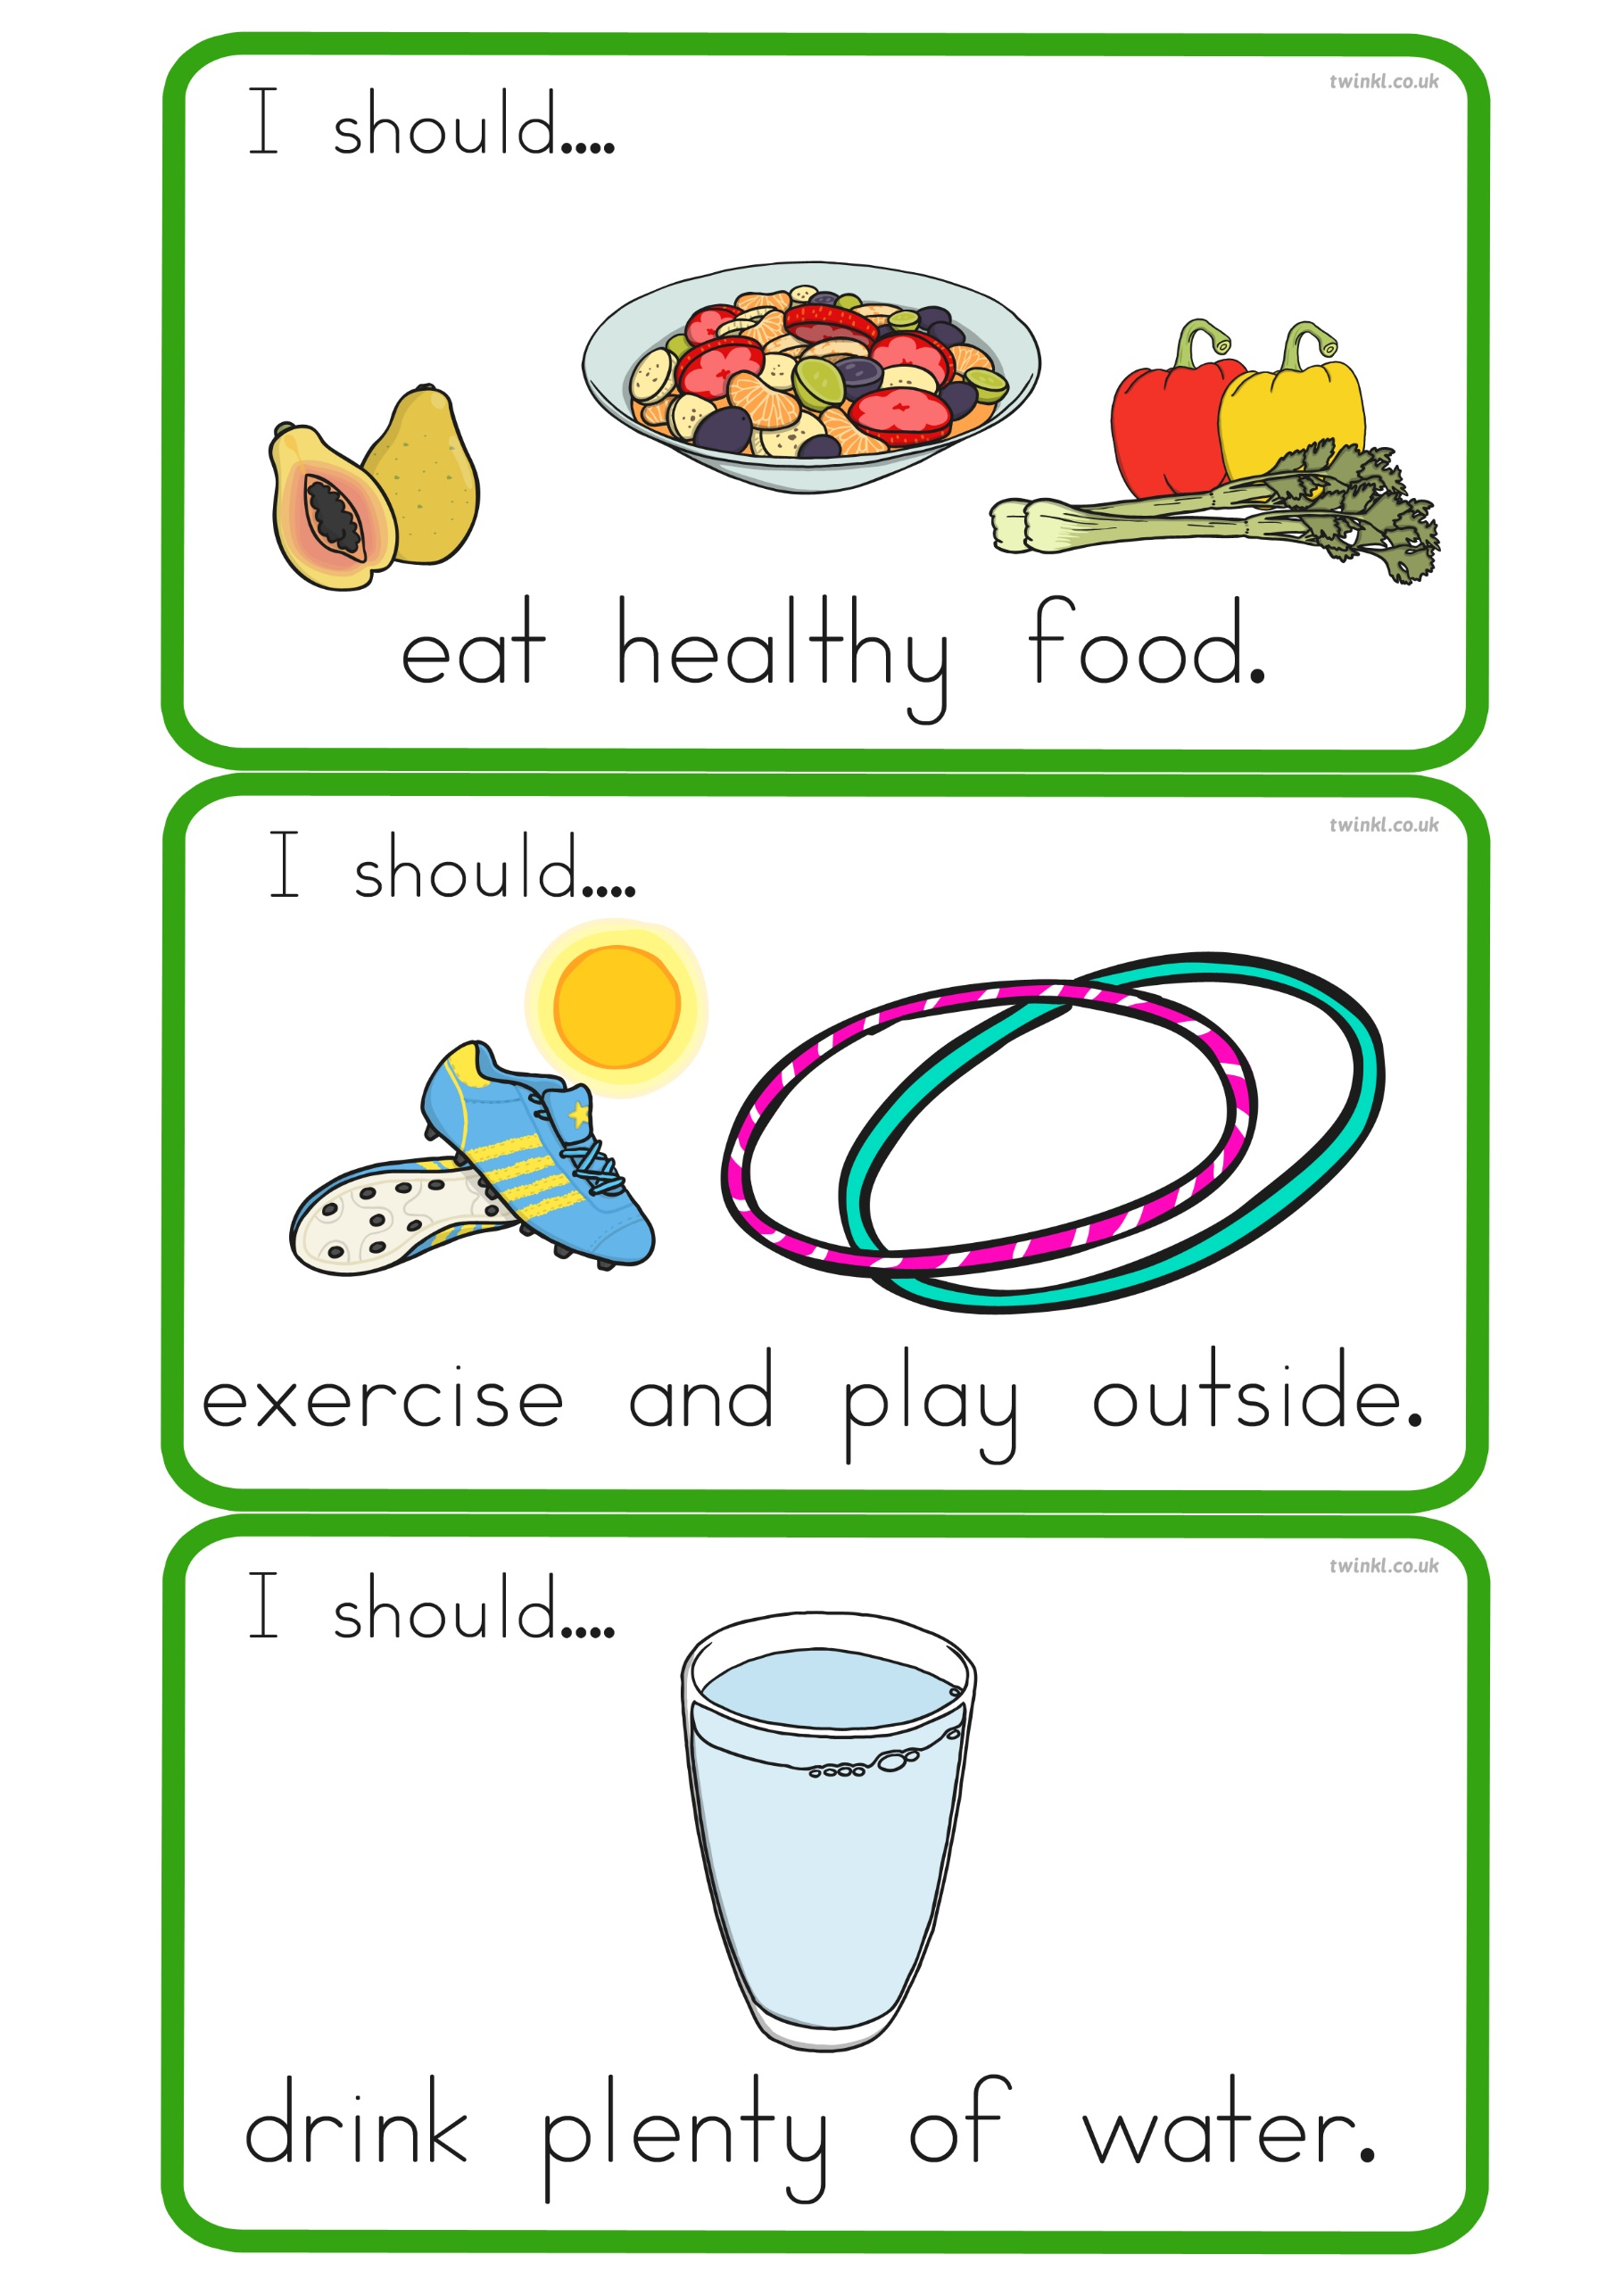 twinkl.co.uk
I should....
eat healthy food.
twinkl.co.uk
I should....
exercise and play outside.
twinkl.co.uk
I should....
drink plenty of water.